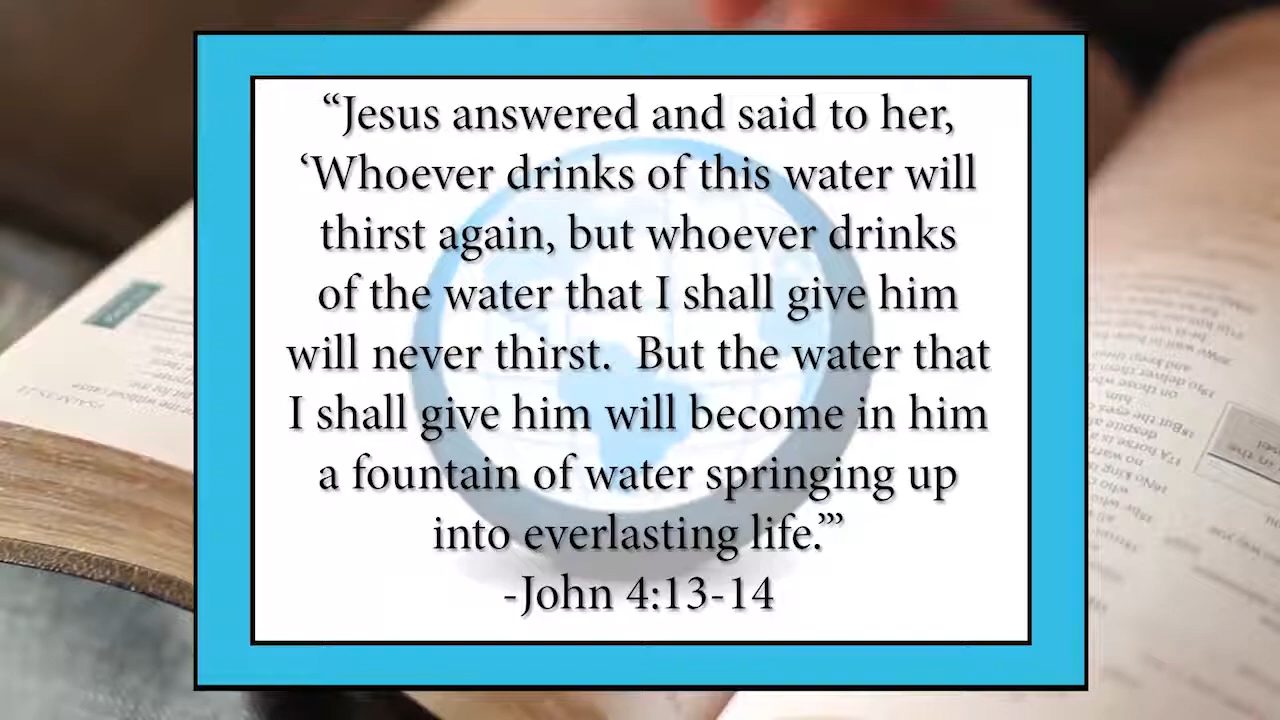 “Jesus answered and said to her,
‘Whoever drinks of this water will
thirst again, but whoever drinks
of the water that I shall give him
will never thirst.  But the water that
I shall give him will become in him
a fountain of water springing up
into everlasting life.’”
-John 4:13-14